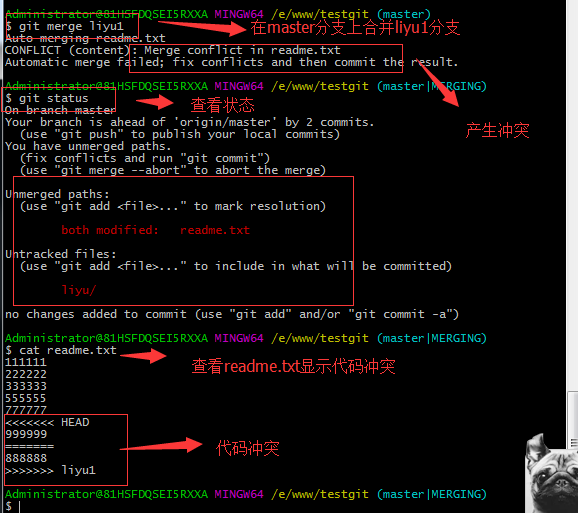 Administrator@81HSFDQSEI5RXXA MINGW64 /e/www/testgit (master)
$ git merge liyu1
在master分支上合并liyu1分支
Auto-merging readme.txt
CONFLICT (content): Merge conflict in readme.txt
Automatic merge failed; fix conflicts and then commit the result.
产生冲突
Administrator@81HSFDQSEI5RXXA MINGW64 /e/www/testgit (master|MERGING)
$ git status
查看状态
On branch master
Your branch is ahead of 'origin/master' by 2 commits.
(use "git push" to publish your local commits)
You have unmerged paths.
(fix conflicts and run "git commit")
(use "git merge --abort" to abort the merge)
Unmerged paths:
(use "git add <file>..." to mark resolution)
both modified:   readme.txt
Untracked files:
(use "git add <file>..." to include in what will be committed)
liyu/
no changes added to commit (use "git add" and/or "git commit -a")
Administrator@81HSFDQSEI5RXXA MINGW64 /e/www/testgit (master|MERGING)
$ cat readme.txt
查看readme.txt显示代码冲突
111111
222222
333333
555555
777777
<<<<<<< HEAD
999999
=======
888888
>>>>>>> liyu1
代码冲突
Administrator@81HSFDQSEI5RXXA MINGW64 /e/www/testgit (master|MERGING)
$